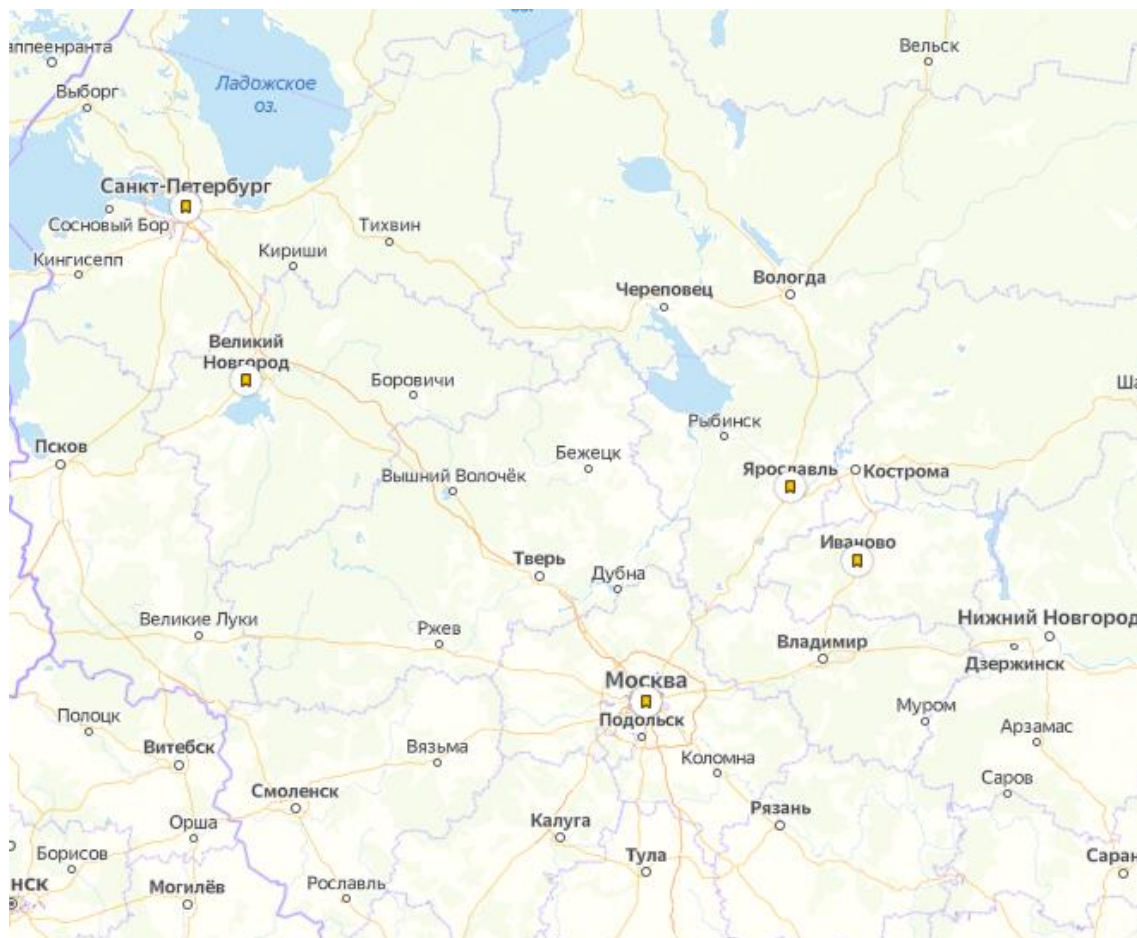 аппеенранта
Вельск
Ладожское
оз.
Выборг
Санкт-Петербург
Сосновый Бор
Тихвин
Кириши
Кингисепп
Вологда
Череповец
Великий
Новгород
Боровичи
Рыбинск
Псков
Бежецк
Ярославль
Кострома
Вышний Волочёк
Иваново
Тверь
Дубна
Великие Луки
Нижний Новгород
Ржев
Владимир
Дзержинск
Москва
Полоцк
Подольск
Муром
Арзамас
Витебск
Вязьма
Коломна
Саров
Смоленск
Рязань
Орша
Калуга
Борисов
Тула
Саран
нск
Могилёв
Рославль